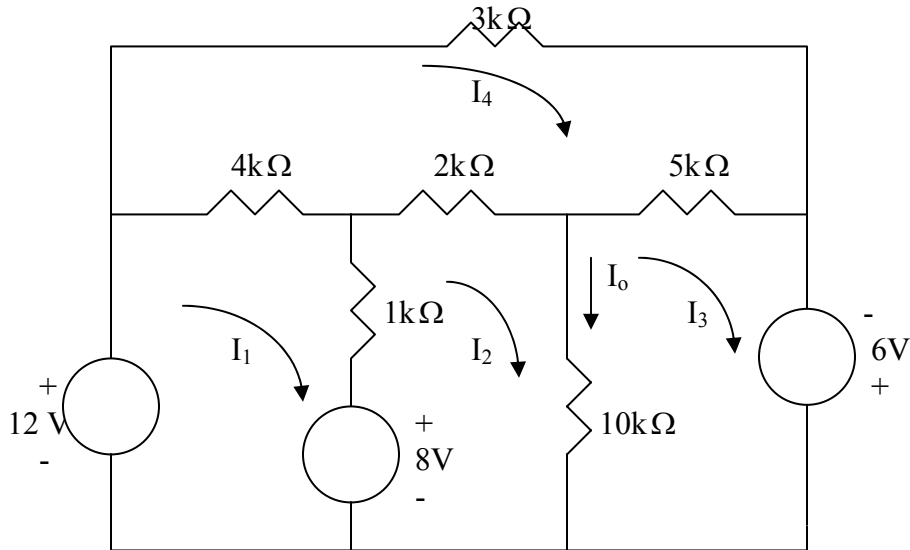 3kΩ
I₄
4kΩ
2kΩ
5kΩ
Iₒ
1kΩ
I₁
I₂
I₃
-
6V
+
+
12 V
-
+
8V
-
10kΩ